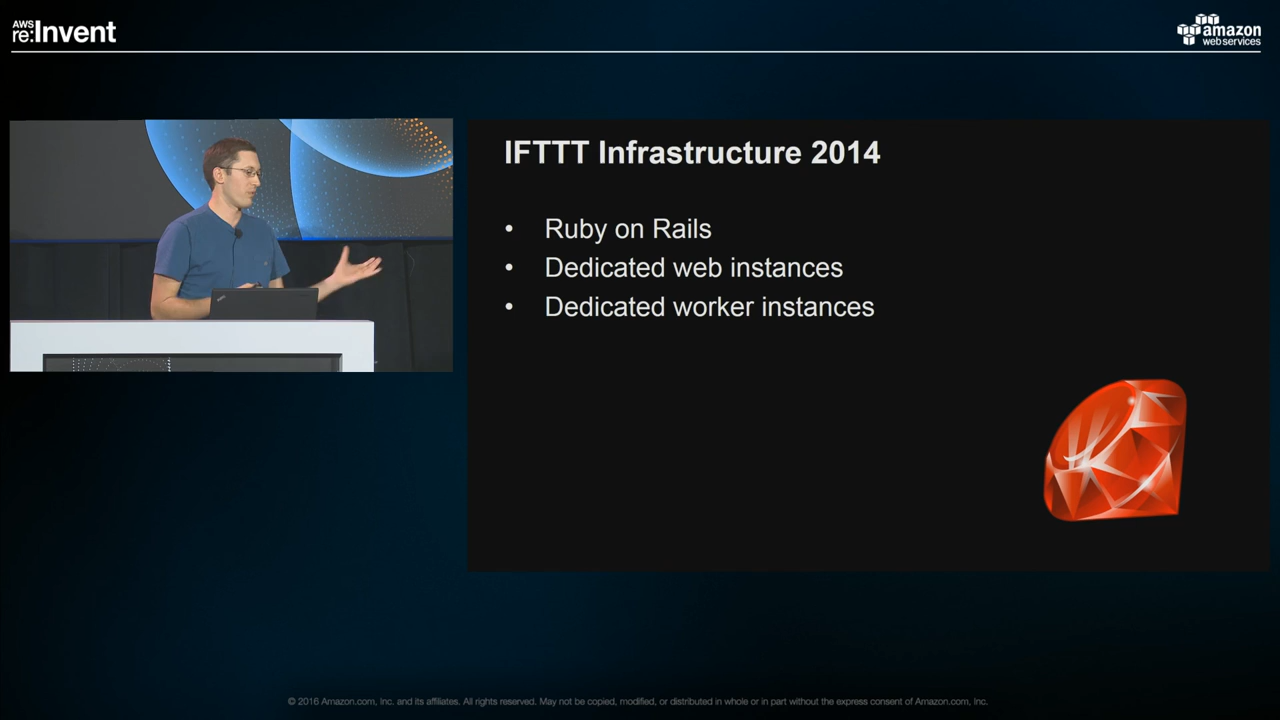 AWS
re:Invent
amazon
web services
IFTTT Infrastructure 2014
• Ruby on Rails
• Dedicated web instances
• Dedicated worker instances
© 2016 Amazon.com, Inc. and its affiliates. All rights reserved. May not be copied, modified, or distributed in whole or in part without the express consent of Amazon.com, Inc.